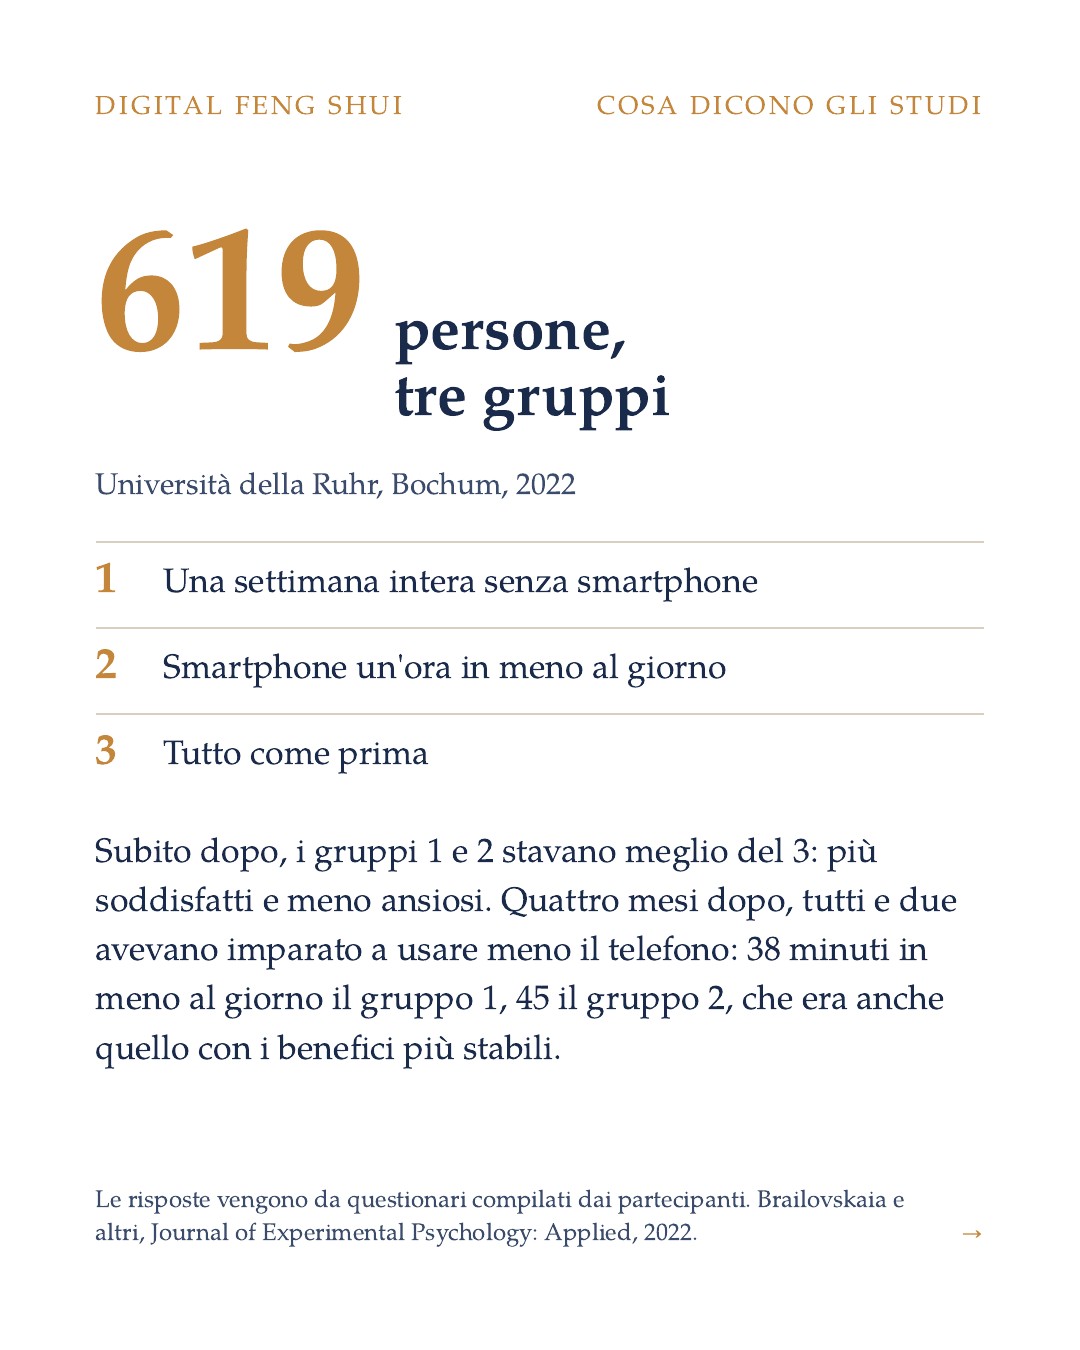 DIGITAL FENG SHUI
COSA DICONO GLI STUDI
619
persone,
tre gruppi
Università della Ruhr, Bochum, 2022
1 Una settimana intera senza smartphone
2 Smartphone un'ora in meno al giorno
3 Tutto come prima
Subito dopo, i gruppi 1 e 2 stavano meglio del 3: più
soddisfatti e meno ansiosi. Quattro mesi dopo, tutti e due
avevano imparato a usare meno il telefono: 38 minuti in
meno al giorno il gruppo 1, 45 il gruppo 2, che era anche
quello con i benefici più stabili.
Le risposte vengono da questionari compilati dai partecipanti. Brailovskaia e
altri, Journal of Experimental Psychology: Applied, 2022.
→